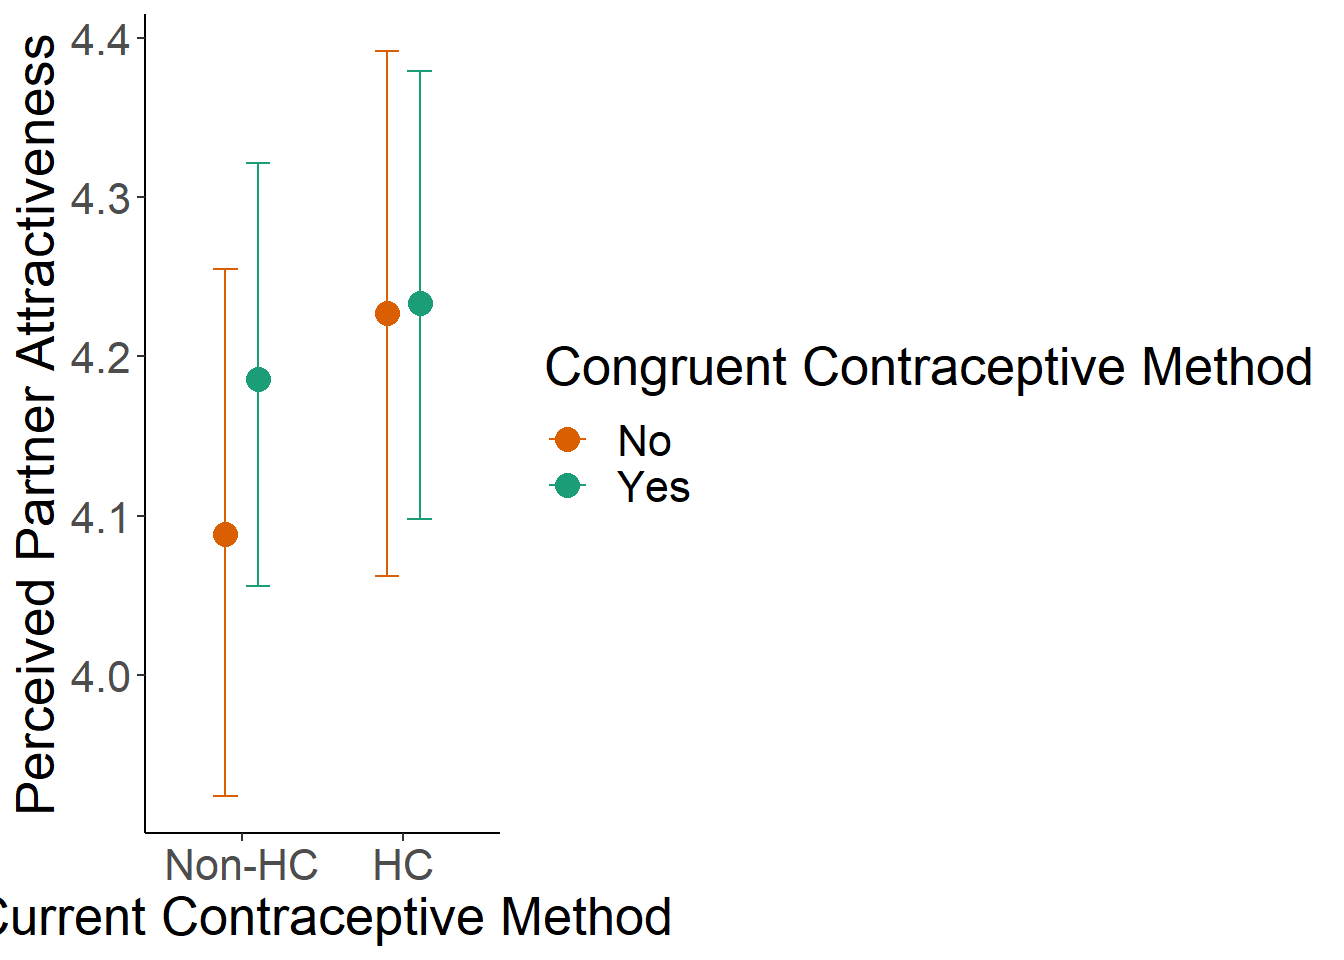 Perceived Partner Attractiveness
4.4
4.3
4.2
4.1
4.0
Non-HC HC
Current Contraceptive Method
Congruent Contraceptive Method
No
Yes